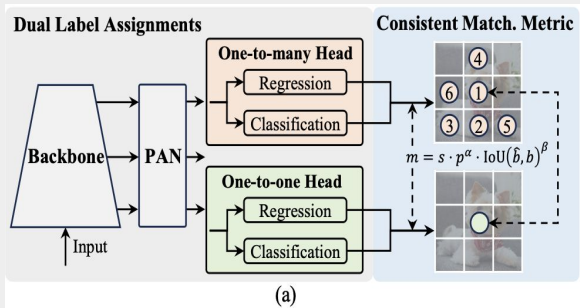 Dual Label Assignments
Consistent Match. Metric
One-to-many Head
Regression
Classification
Backbone
PAN
Input
One-to-one Head
Regression
Classification
4
6 1
3 2 5
m = s · p^α · IoU(b̂, b)^β
(a)